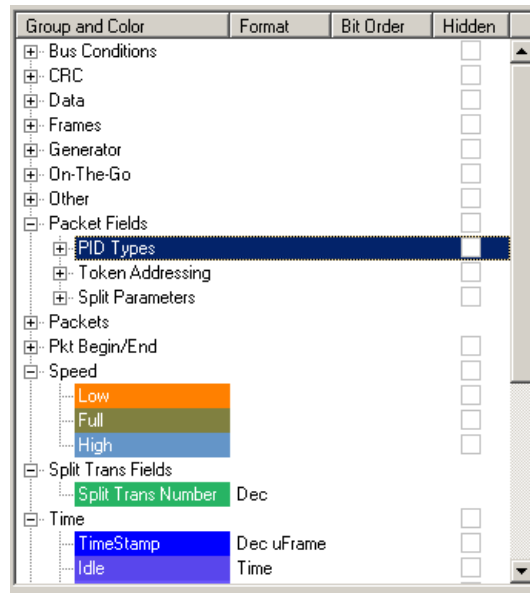 Group and Color Format Bit Order Hidden
Bus Conditions
CRC
Data
Frames
Generator
On-The-Go
Other
Packet Fields
PID Types
Token Addressing
Split Parameters
Packets
Pkt Begin/End
Speed
Low
Full
High
Split Trans Fields
Split Trans Number Dec
Time
TimeStamp Dec uFrame
Idle Time